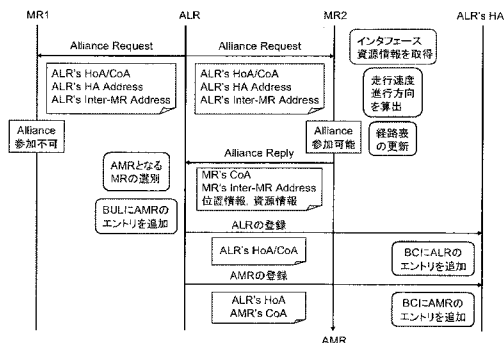 MR1
ALR
MR2
ALR's HA
Alliance Request
Alliance Request
インタフェース
資源情報を取得
ALR's HoA/CoA
ALR's HA Address
ALR's Inter-MR Address
ALR's HoA/CoA
ALR's HA Address
ALR's Inter-MR Address
走行速度
進行方向
を算出
Alliance
参加不可
Alliance
参加可能
経路表
の更新
Alliance Reply
AMRとなる
MRの選別
MR's CoA
MR's Inter-MR Address
位置情報, 資源情報
BULにAMRの
エントリを追加
ALRの登録
ALR's HoA/CoA
BCにALRの
エントリを追加
AMRの登録
ALR's HoA
AMR's CoA
BCにAMRの
エントリを追加
AMR